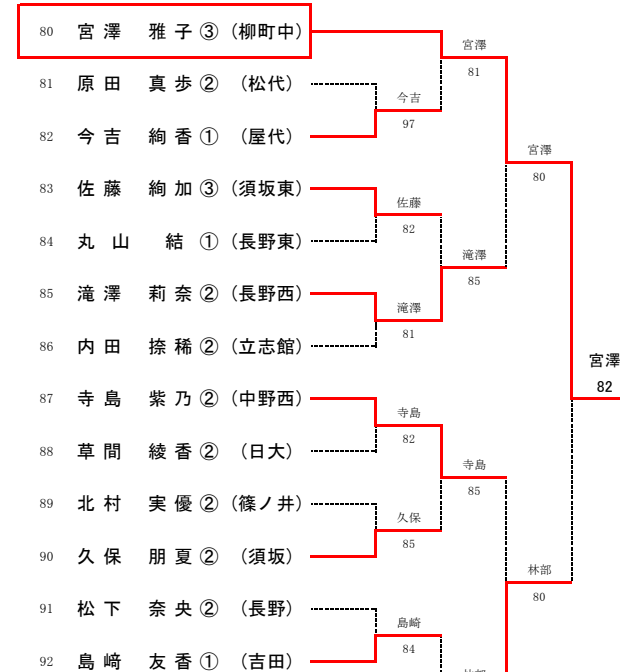 80 宮澤 雅子③(柳町中)
宮澤
81
81 原田 真歩②(松代)
今吉
97
82 今吉 絢香①(屋代)
宮澤
80
83 佐藤 絢加③(須坂東)
佐藤
82
84 丸山 結①(長野東)
滝澤
85
85 滝澤 莉奈②(長野西)
滝澤
81
86 内田 捺稀②(立志館)
宮澤
82
87 寺島 紫乃②(中野西)
寺島
82
88 草間 綾香②(日大)
寺島
85
89 北村 実優②(篠ノ井)
久保
85
90 久保 朋夏②(須坂)
林部
80
91 松下 奈央②(長野)
島崎
84
92 島﨑 友香①(吉田)